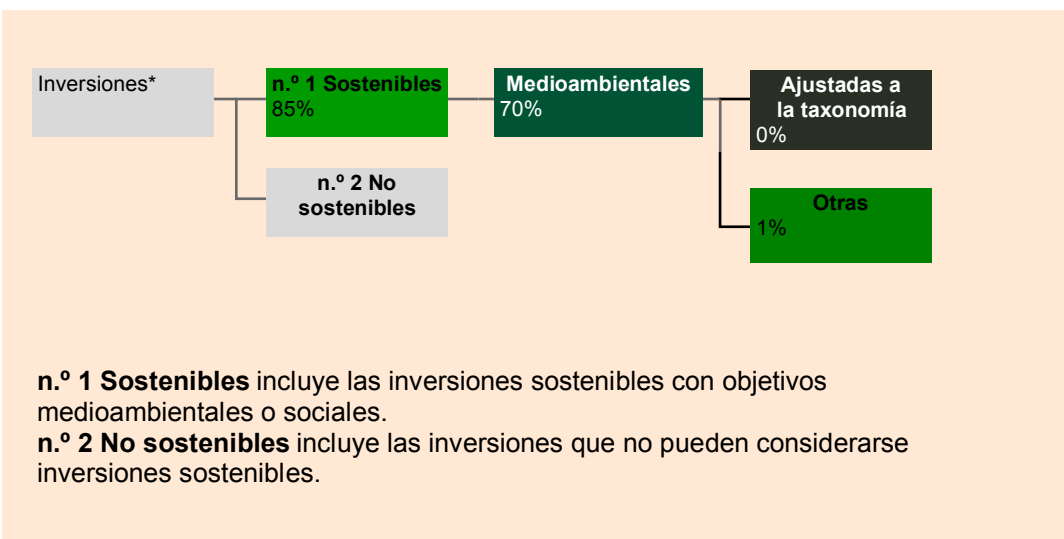 Inversiones*
n.º 1 Sostenibles
85%
Medioambientales
70%
Ajustadas a
la taxonomía
0%
n.º 2 No
sostenibles
Otras
1%
n.º 1 Sostenibles incluye las inversiones sostenibles con objetivos
medioambientales o sociales.
n.º 2 No sostenibles incluye las inversiones que no pueden considerarse
inversiones sostenibles.